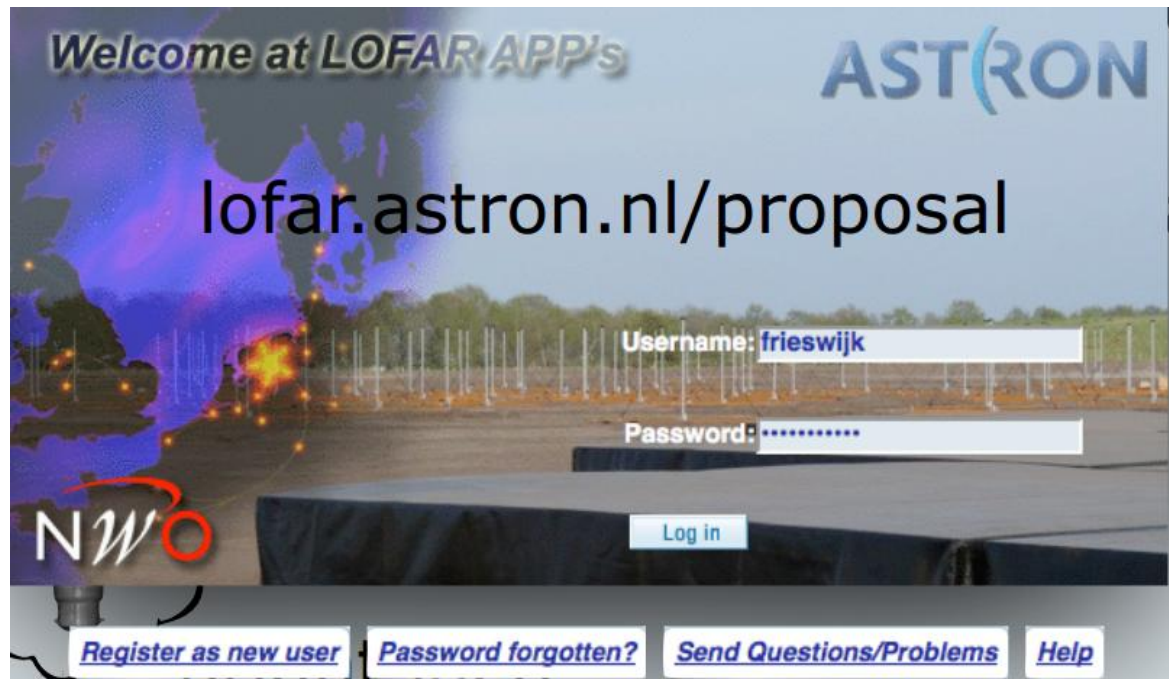 Welcome at LOFAR APP's
ASTRON
lofar.astron.nl/proposal
Username: frieswijk
Password: •••••••••••
NWO
Log in
Register as new user Password forgotten? Send Questions/Problems Help